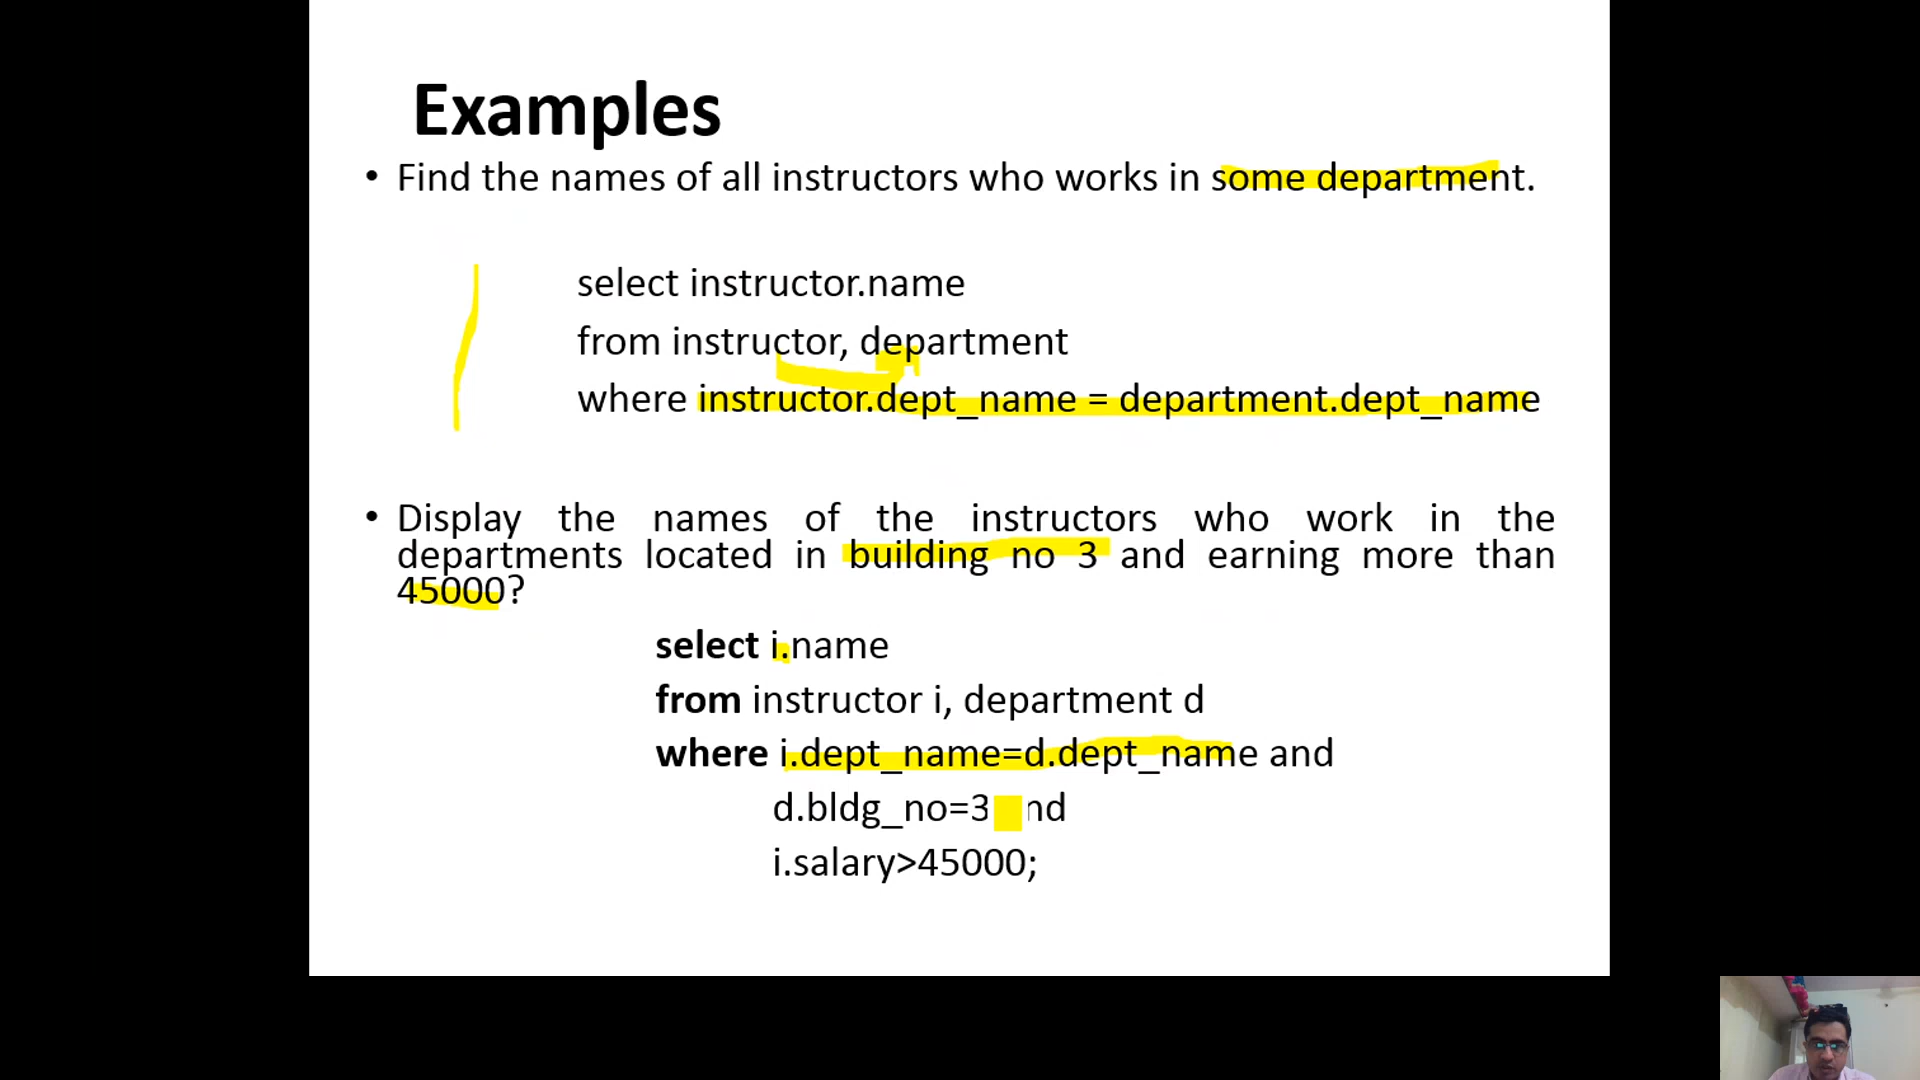 Examples
• Find the names of all instructors who works in some department.
select instructor.name
from instructor, department
where instructor.dept_name = department.dept_name
• Display the names of the instructors who work in the
departments located in building no 3 and earning more than
45000?
select i.name
from instructor i, department d
where i.dept_name=d.dept_name and
d.bldg_no=3 nd
i.salary>45000;